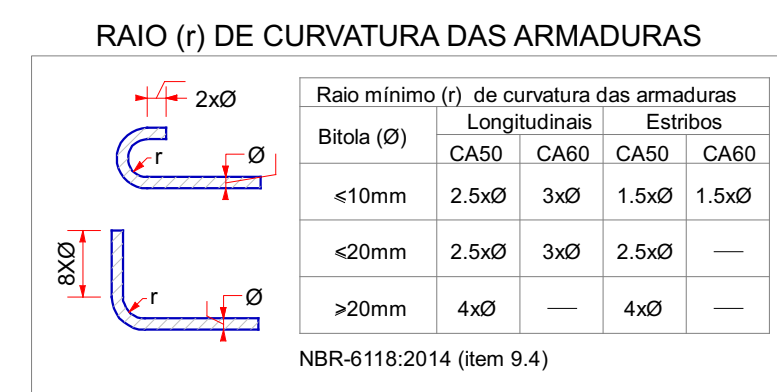 RAIO (r) DE CURVATURA DAS ARMADURAS
2xØ
r
Ø
8XØ
r
Ø
Raio mínimo (r) de curvatura das armaduras
Bitola (Ø) Longitudinais Estribos
CA50 CA60 CA50 CA60
⩽10mm 2.5xØ 3xØ 1.5xØ 1.5xØ
⩽20mm 2.5xØ 3xØ 2.5xØ —
⩾20mm 4xØ — 4xØ —
NBR-6118:2014 (item 9.4)